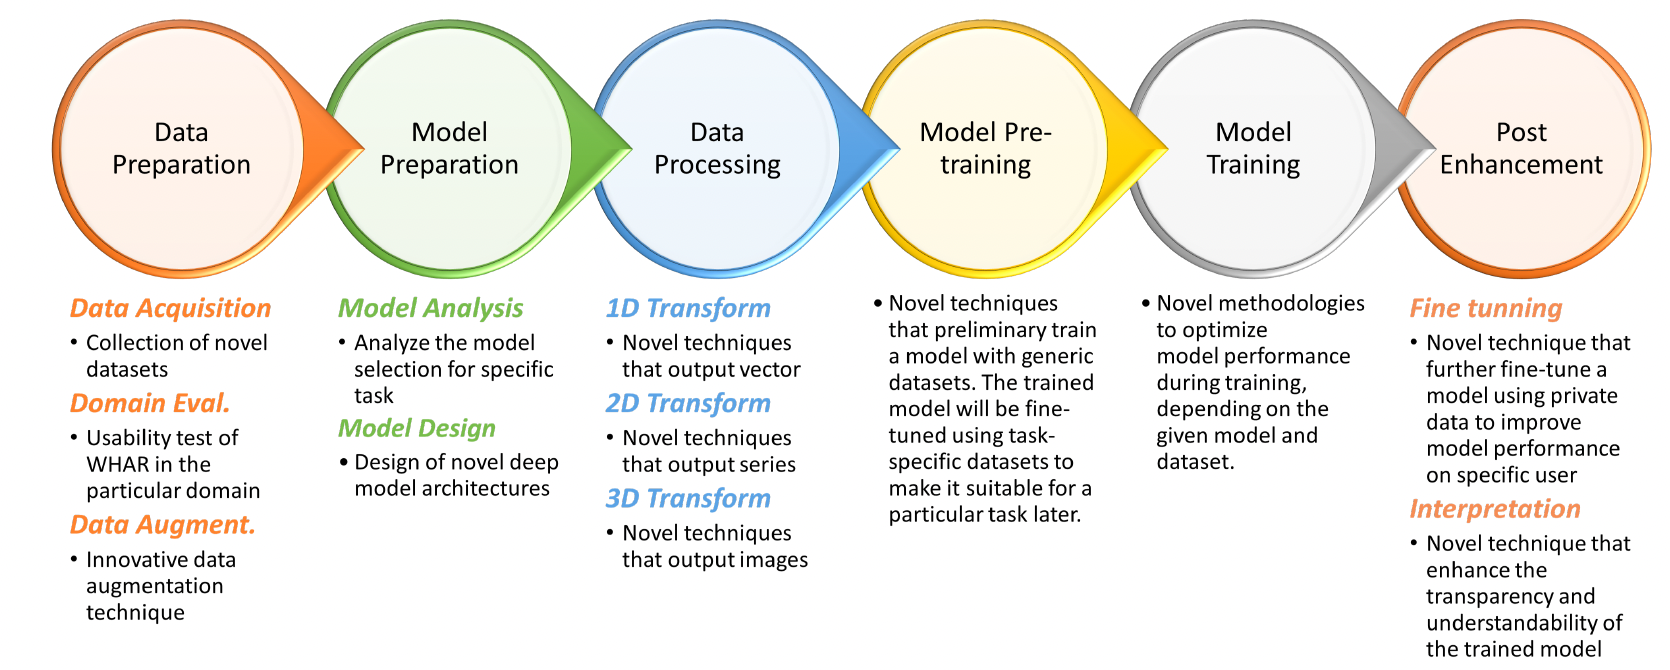 Data
Preparation
Model
Preparation
Data
Processing
Model Pre-
training
Model
Training
Post
Enhancement
Data Acquisition
• Collection of novel
datasets
Domain Eval.
• Usability test of
WHAR in the
particular domain
Data Augment.
• Innovative data
augmentation
technique
Model Analysis
• Analyze the model
selection for specific
task
Model Design
• Design of novel deep
model architectures
1D Transform
• Novel techniques
that output vector
2D Transform
• Novel techniques
that output series
3D Transform
• Novel techniques
that output images
• Novel techniques
that preliminary train
a model with generic
datasets. The trained
model will be fine-
tuned using task-
specific datasets to
make it suitable for a
particular task later.
• Novel methodologies
to optimize
model performance
during training,
depending on the
given model and
dataset.
Fine tunning
• Novel technique that
further fine-tune a
model using private
data to improve
model performance
on specific user
Interpretation
• Novel technique that
enhance the
transparency and
understandability of
the trained model